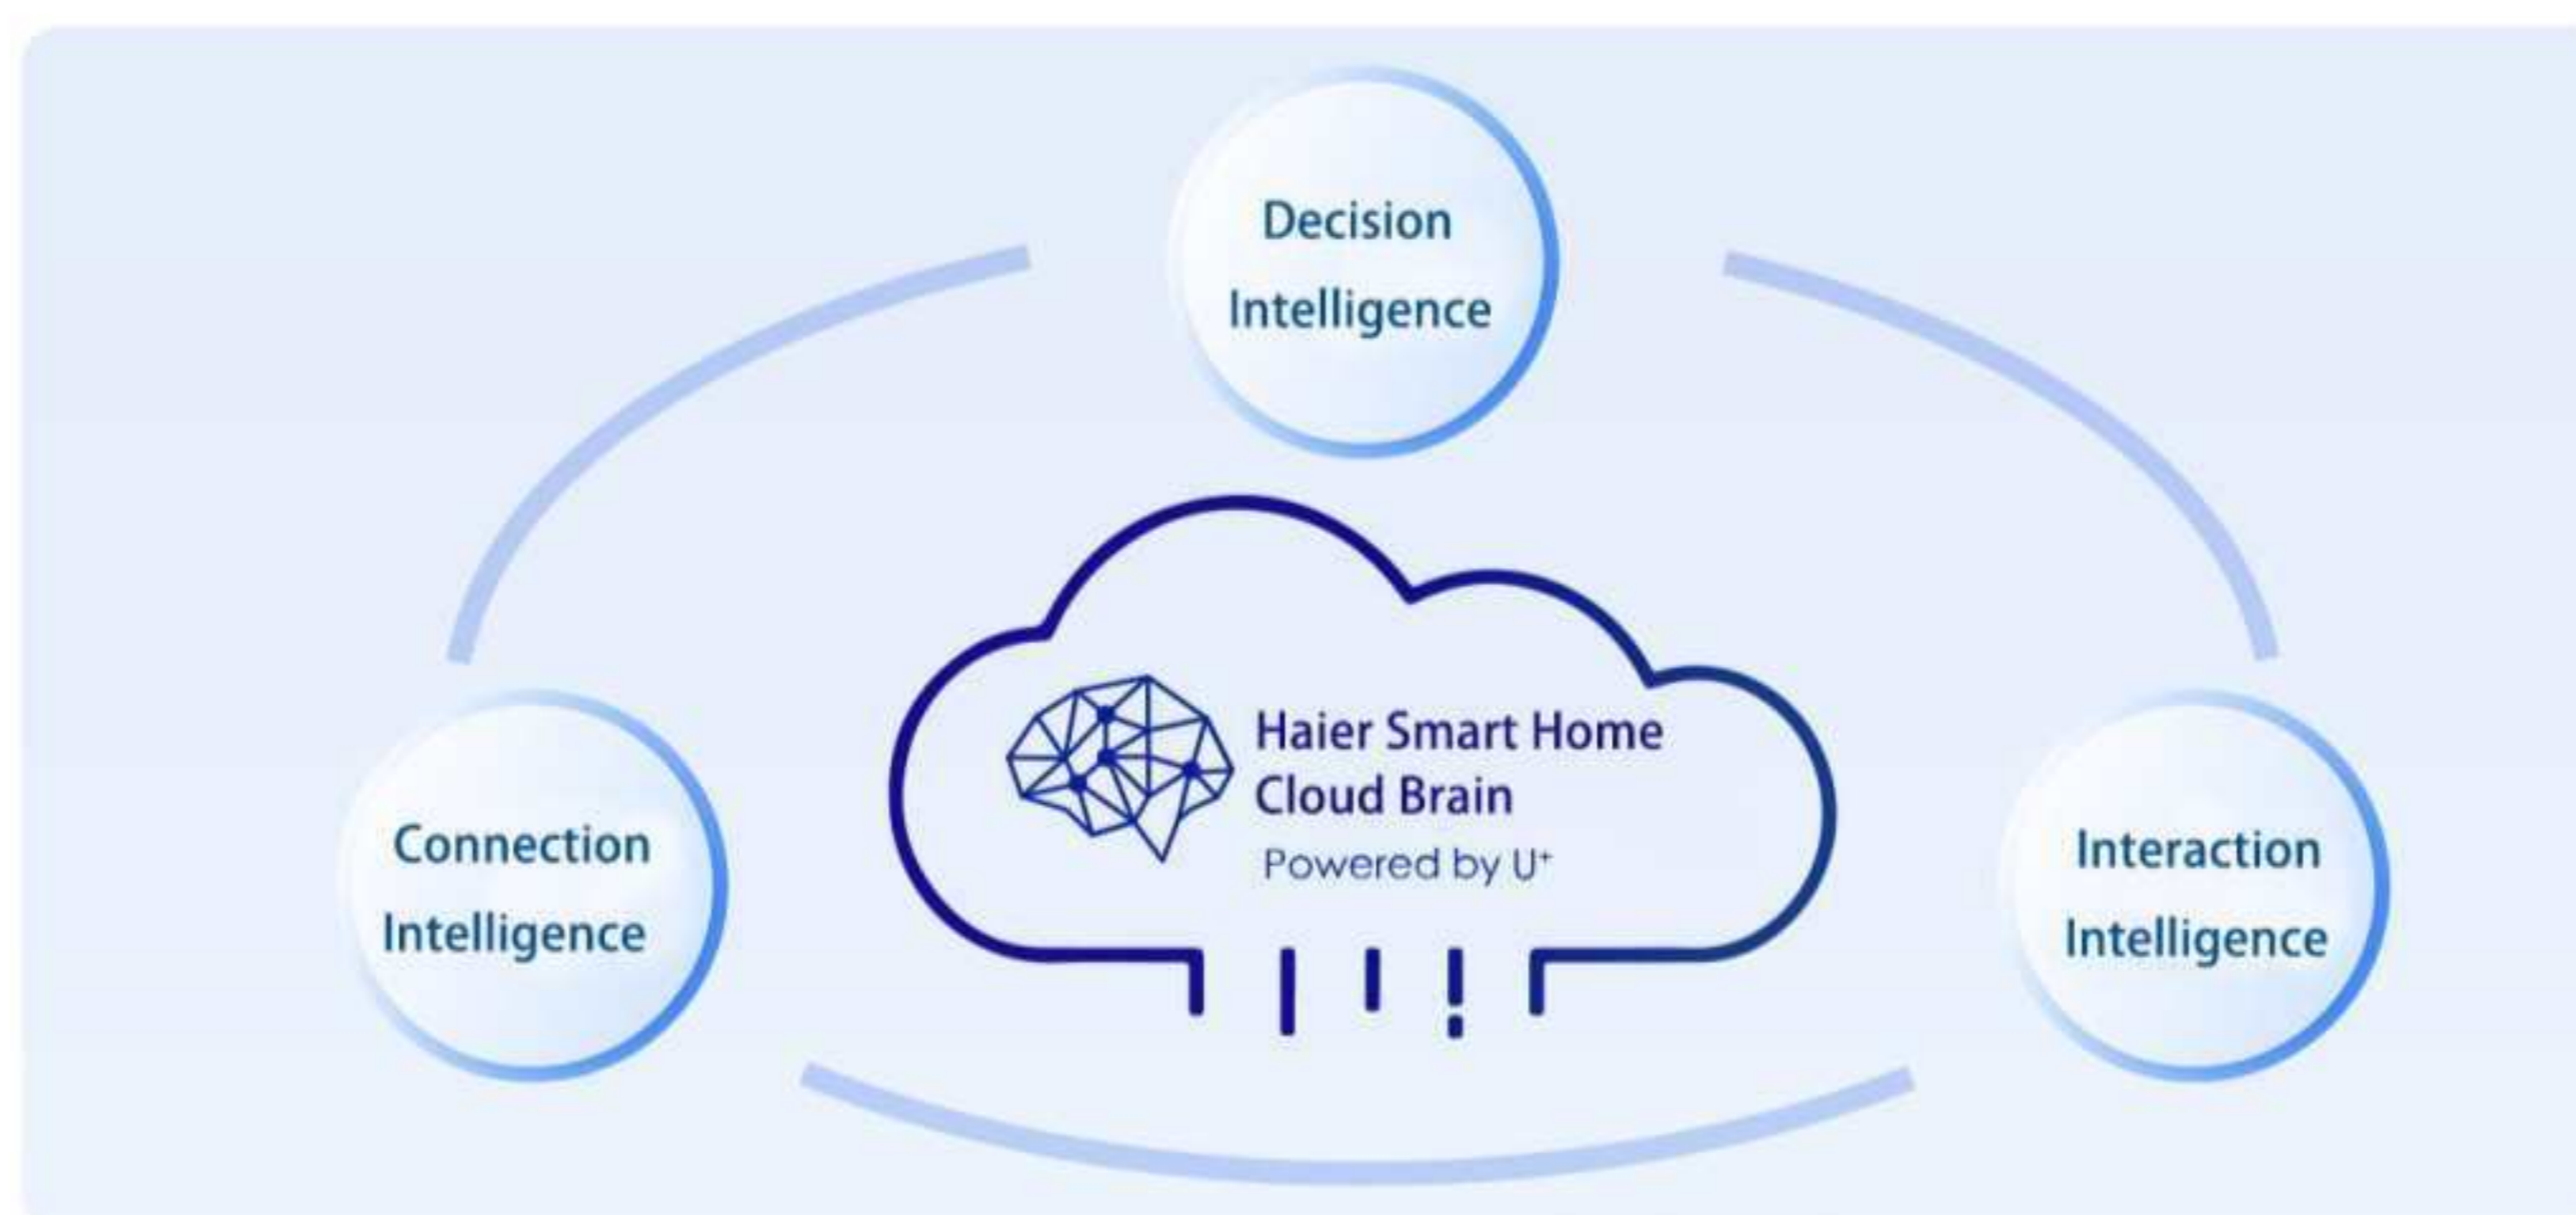 Decision
Intelligence
Haier Smart Home
Cloud Brain
Powered by U⁺
Connection
Intelligence
Interaction
Intelligence